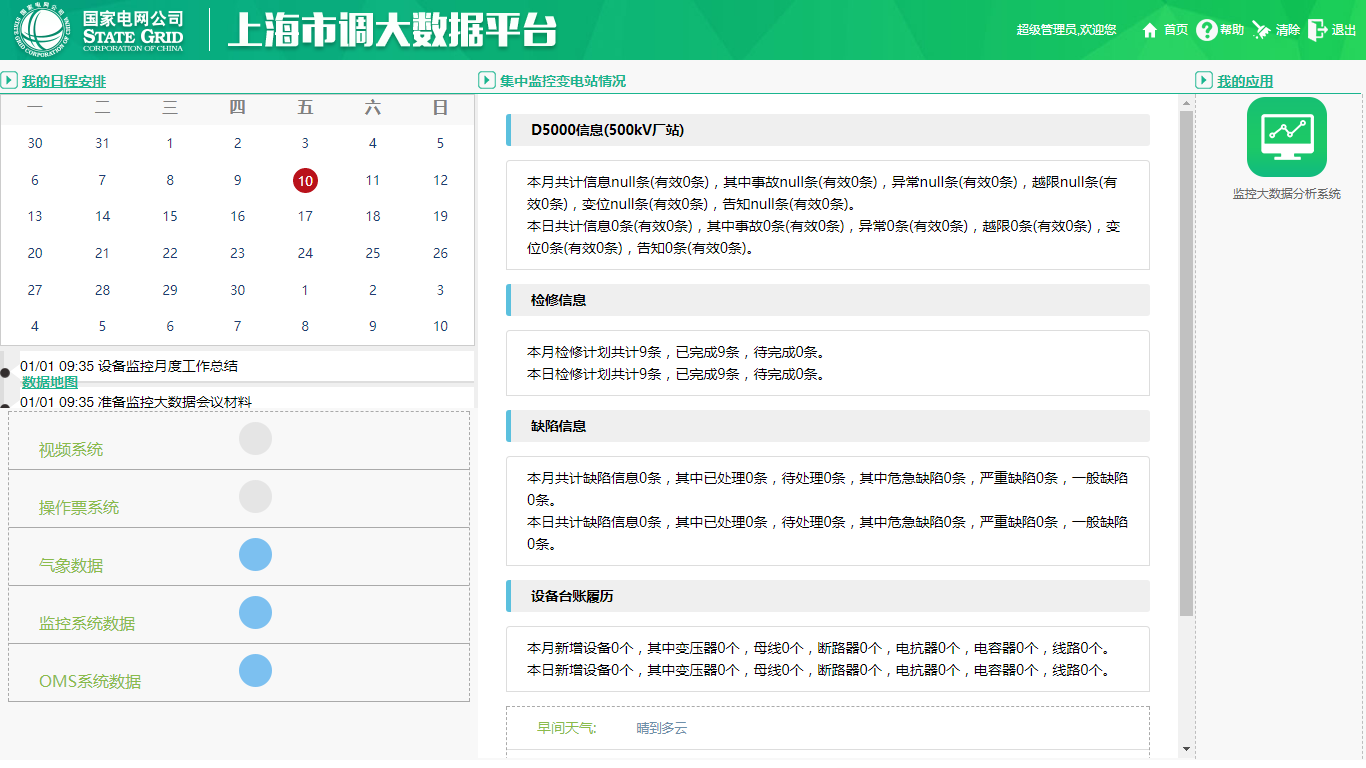 国家电网公司
STATE GRID
CORPORATION OF CHINA
上海市调大数据平台
超级管理员,欢迎您 首页 帮助 清除 退出
我的日程安排
一 二 三 四 五 六 日
30 31 1 2 3 4 5
6 7 8 9 10 11 12
13 14 15 16 17 18 19
20 21 22 23 24 25 26
27 28 29 30 1 2 3
4 5 6 7 8 9 10
01/01 09:35 设备监控月度工作总结
数据地图
01/01 09:35 准备监控大数据会议材料
视频系统
操作票系统
气象数据
监控系统数据
OMS系统数据
集中监控变电站情况
D5000信息(500kV厂站)
本月共计信息null条(有效0条)，其中事故null条(有效0条)，异常null条(有效0条)，越限null条(有
效0条)，变位null条(有效0条)，告知null条(有效0条)。
本日共计信息0条(有效0条)，其中事故0条(有效0条)，异常0条(有效0条)，越限0条(有效0条)，变
位0条(有效0条)，告知0条(有效0条)。
检修信息
本月检修计划共计9条，已完成9条，待完成0条。
本日检修计划共计9条，已完成9条，待完成0条。
缺陷信息
本月共计缺陷信息0条，其中已处理0条，待处理0条，其中危急缺陷0条，严重缺陷0条，一般缺陷
0条。
本日共计缺陷信息0条，其中已处理0条，待处理0条，其中危急缺陷0条，严重缺陷0条，一般缺陷
0条。
设备台账履历
本月新增设备0个，其中变压器0个，母线0个，断路器0个，电抗器0个，电容器0个，线路0个。
本日新增设备0个，其中变压器0个，母线0个，断路器0个，电抗器0个，电容器0个，线路0个。
早间天气: 晴到多云
我的应用
监控大数据分析系统